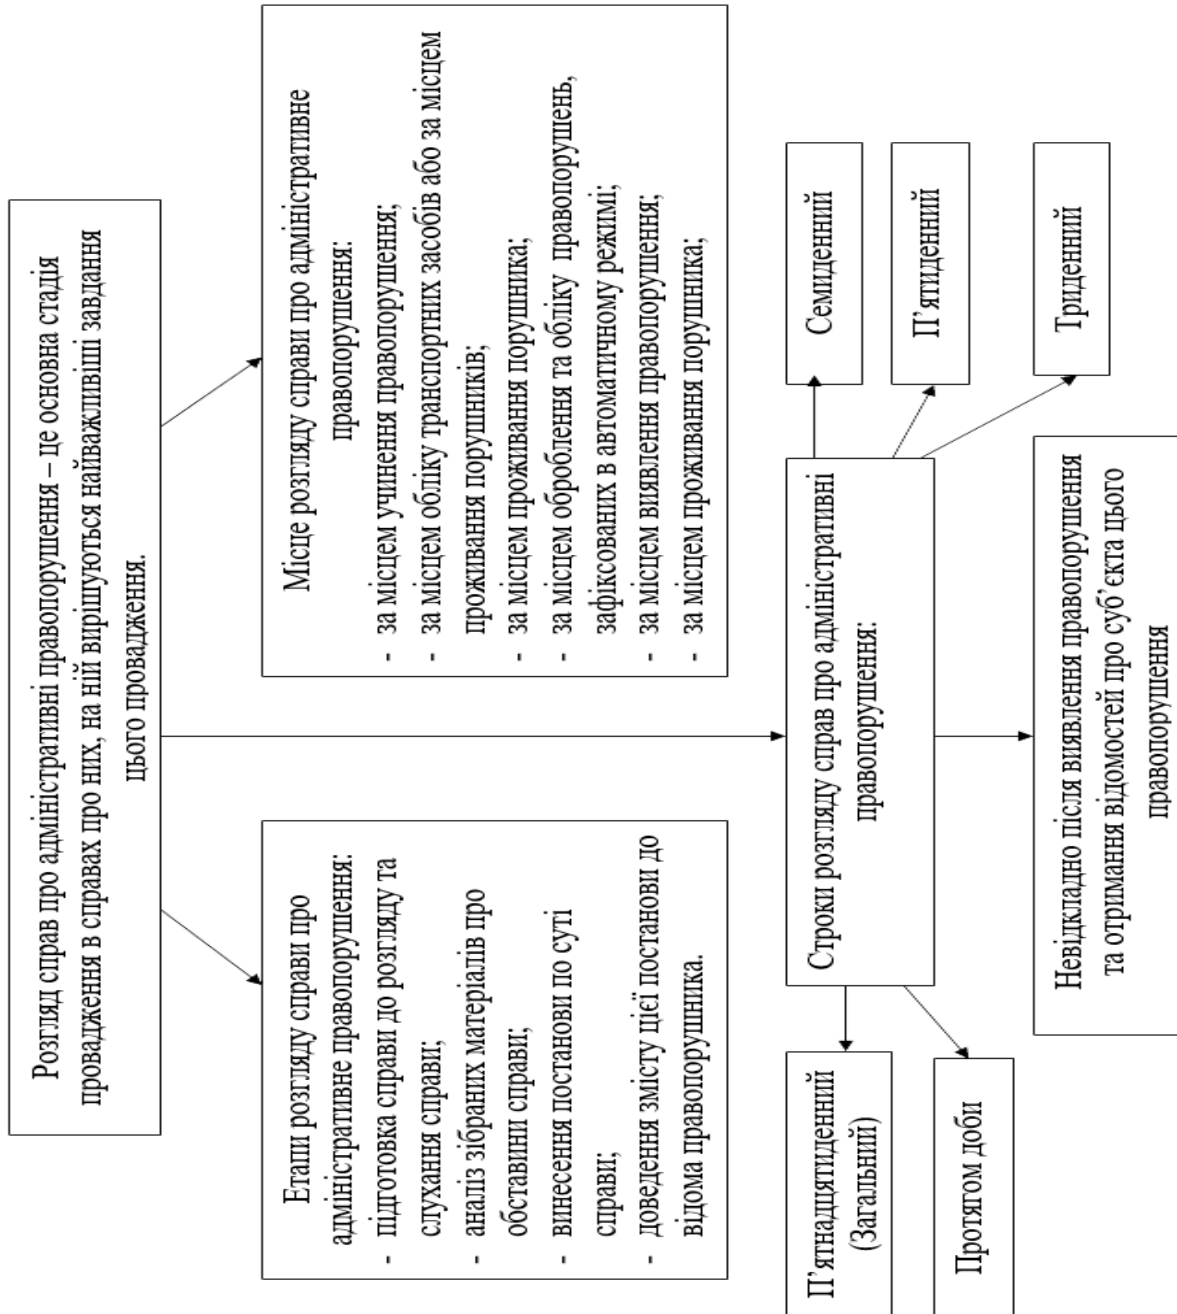 Розгляд справ про адміністративні правопорушення – це основна стадія
провадження в справах про них, на ній вирішуються найважливіші завдання
цього провадження.
Етапи розгляду справи про
адміністративне правопорушення:
- підготовка справи до розгляду та
слухання справи;
- аналіз зібраних матеріалів про
обставини справи;
- винесення постанови по суті
справи;
- доведення змісту цієї постанови до
відома правопорушника.
Місце розгляду справи про адміністративне
правопорушення:
- за місцем учинення правопорушення;
- за місцем обліку транспортних засобів або за місцем
проживання порушників;
- за місцем проживання порушника;
- за місцем оброблення та обліку правопорушень,
зафіксованих в автоматичному режимі;
- за місцем виявлення правопорушення;
- за місцем проживання порушника;
Строки розгляду справ про адміністративні
правопорушення:
П'ятнадцятиденний
(Загальний)
Протягом доби
Невідкладно після виявлення правопорушення
та отримання відомостей про суб'єкта цього
правопорушення
Семиденний
П'ятиденний
Триденний